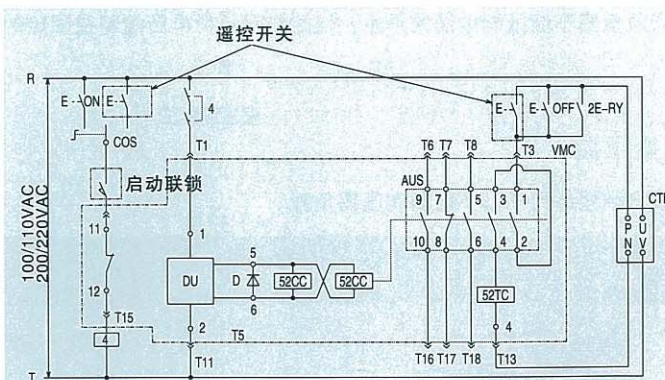 遥控开关
R
E-
ON
E-
4
E-
E-
OFF
2E-RY
COS
T1
T6
T7
T8
T3
VMC
启动联锁
AUS
9
7
5
3
1
CTD
100/110VAC
200/220VAC
11
1
10
8
6
4
2
P
U
N
V
5
DU
D
52CC
52CC
12
6
52TC
T15
2
T5
4
4
T11
T16
T17
T18
T13
T